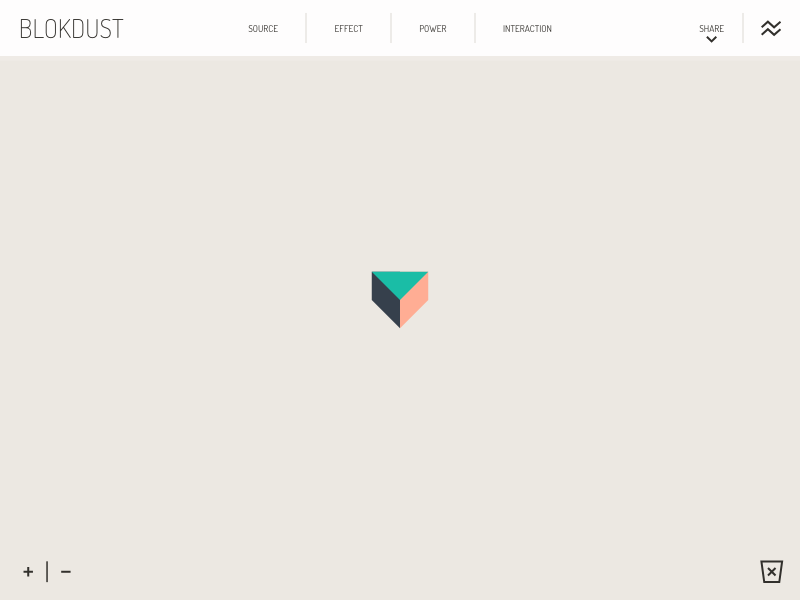 BLOKDUST
SOURCE
EFFECT
POWER
INTERACTION
SHARE